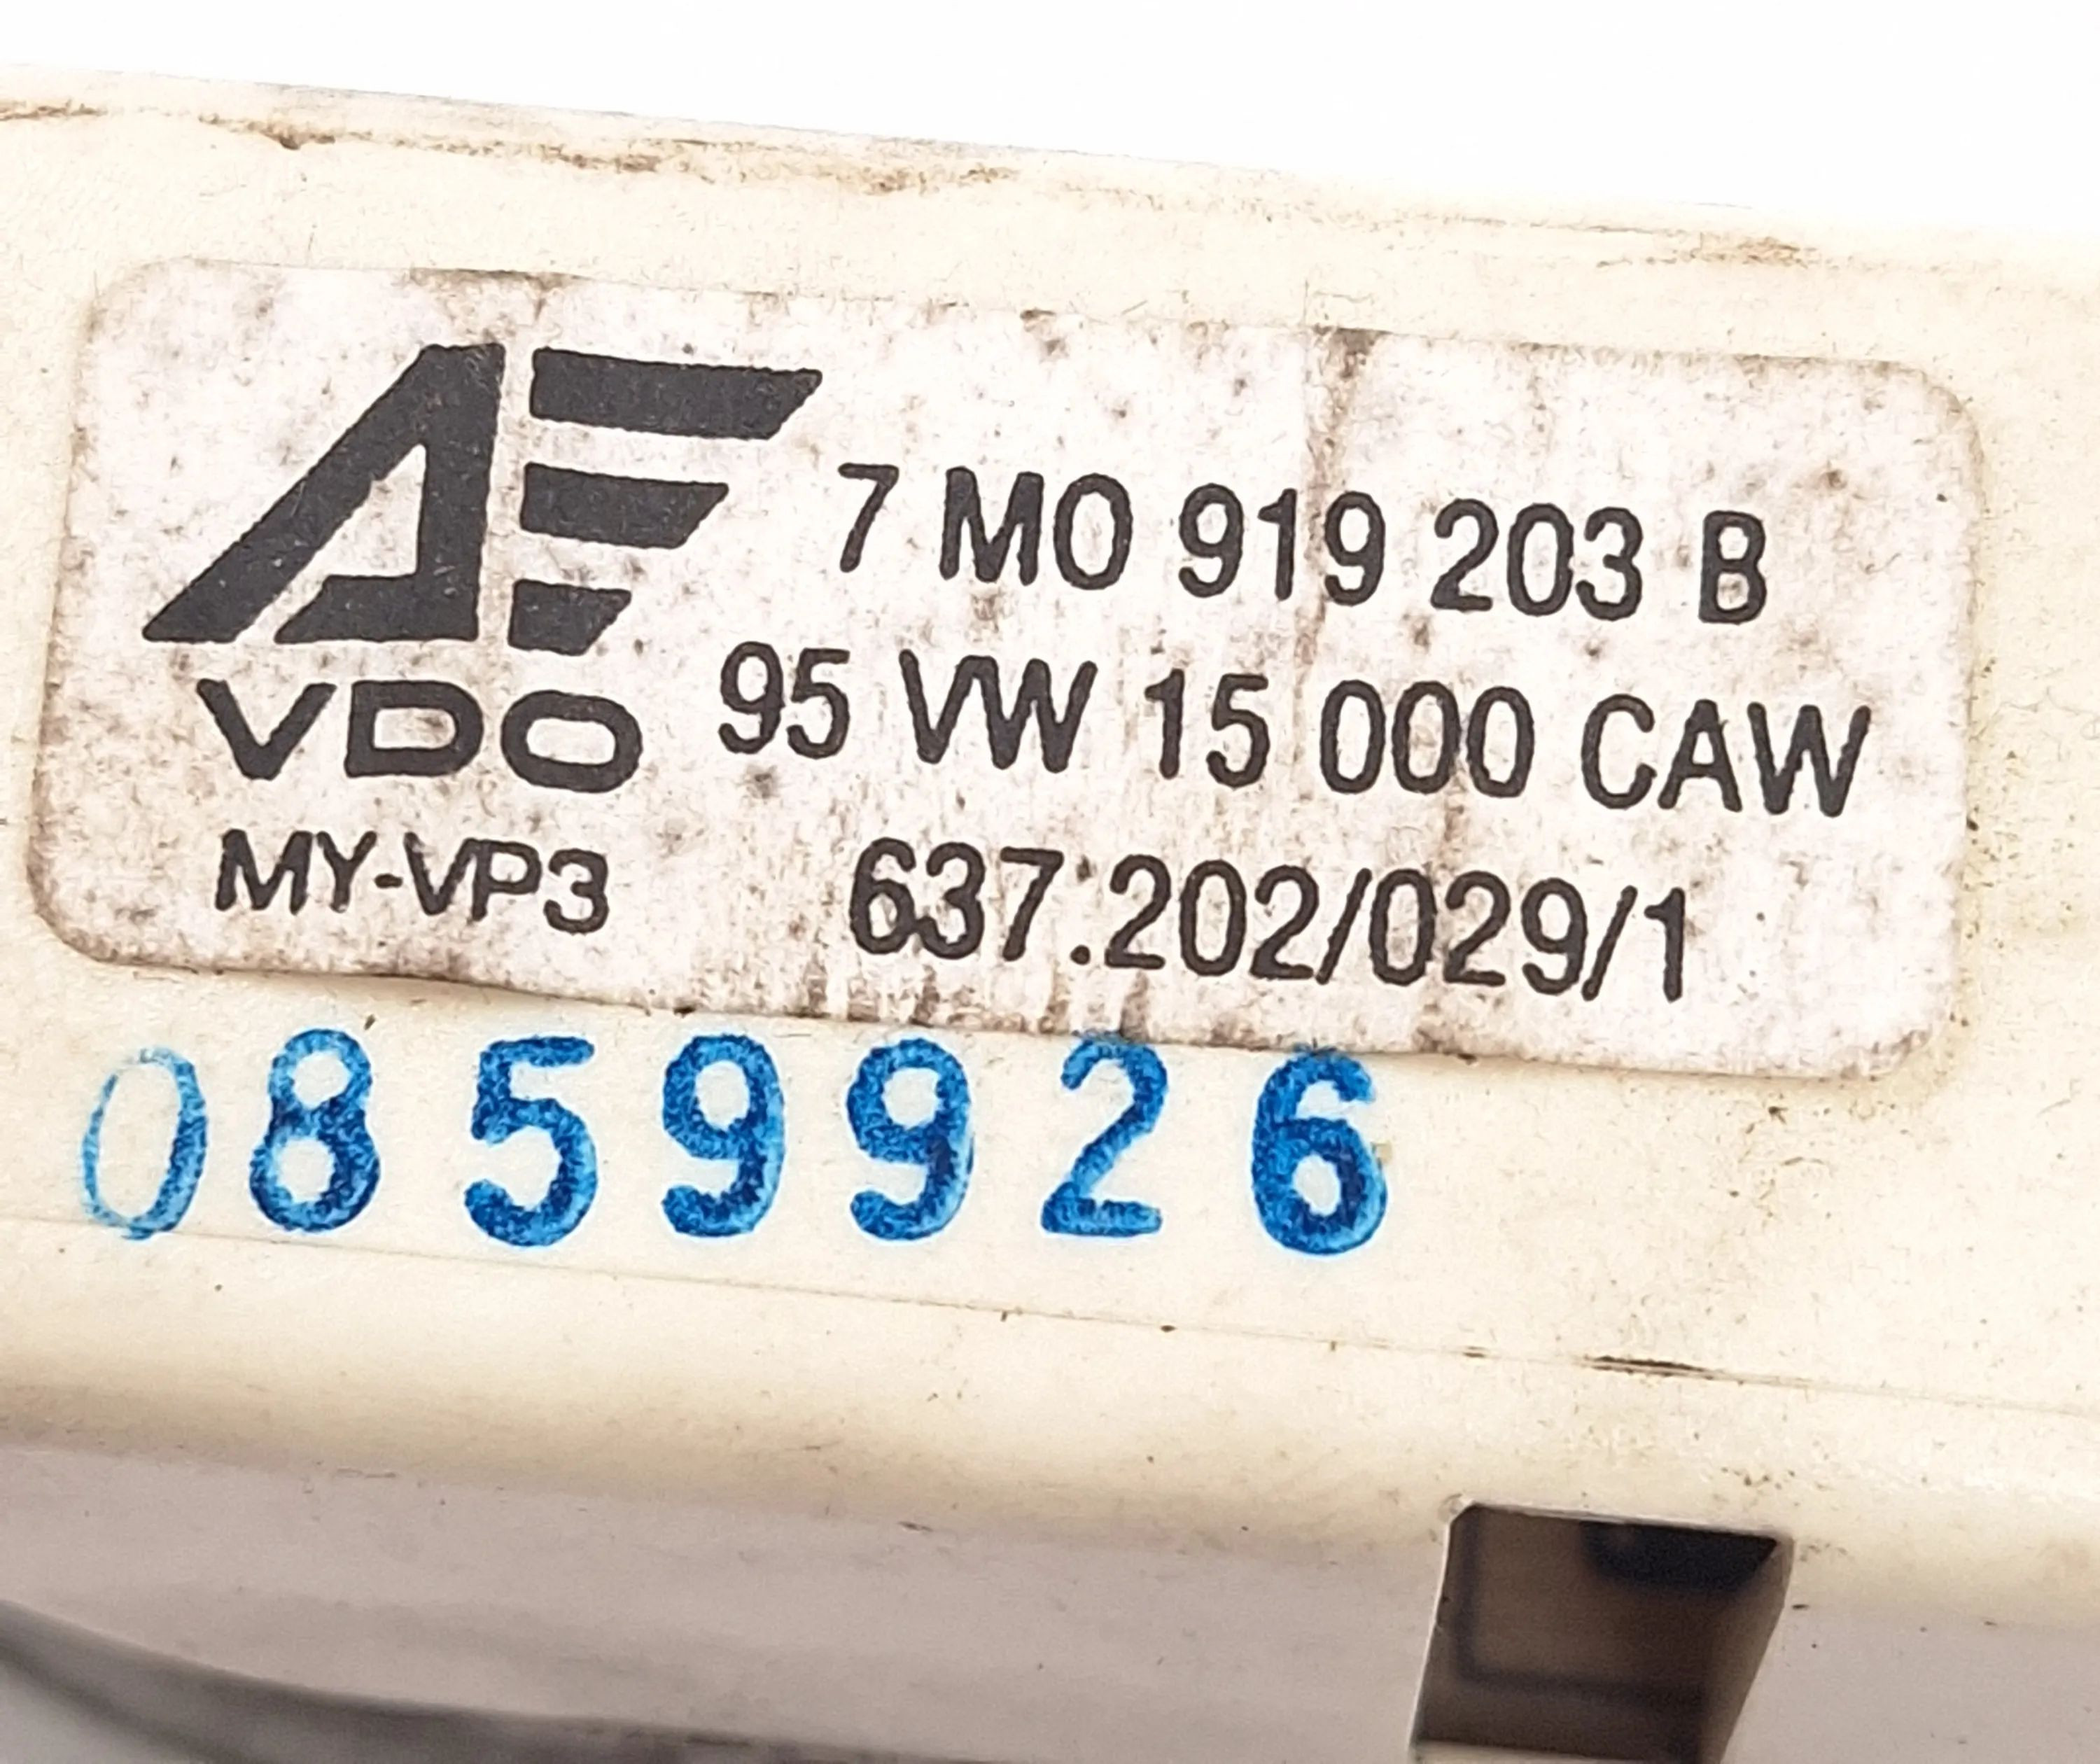 AF
7 M0 919 203 B
VDO 95 VW 15 000 CAW
MY-VP3 637.202/029/1
0859926